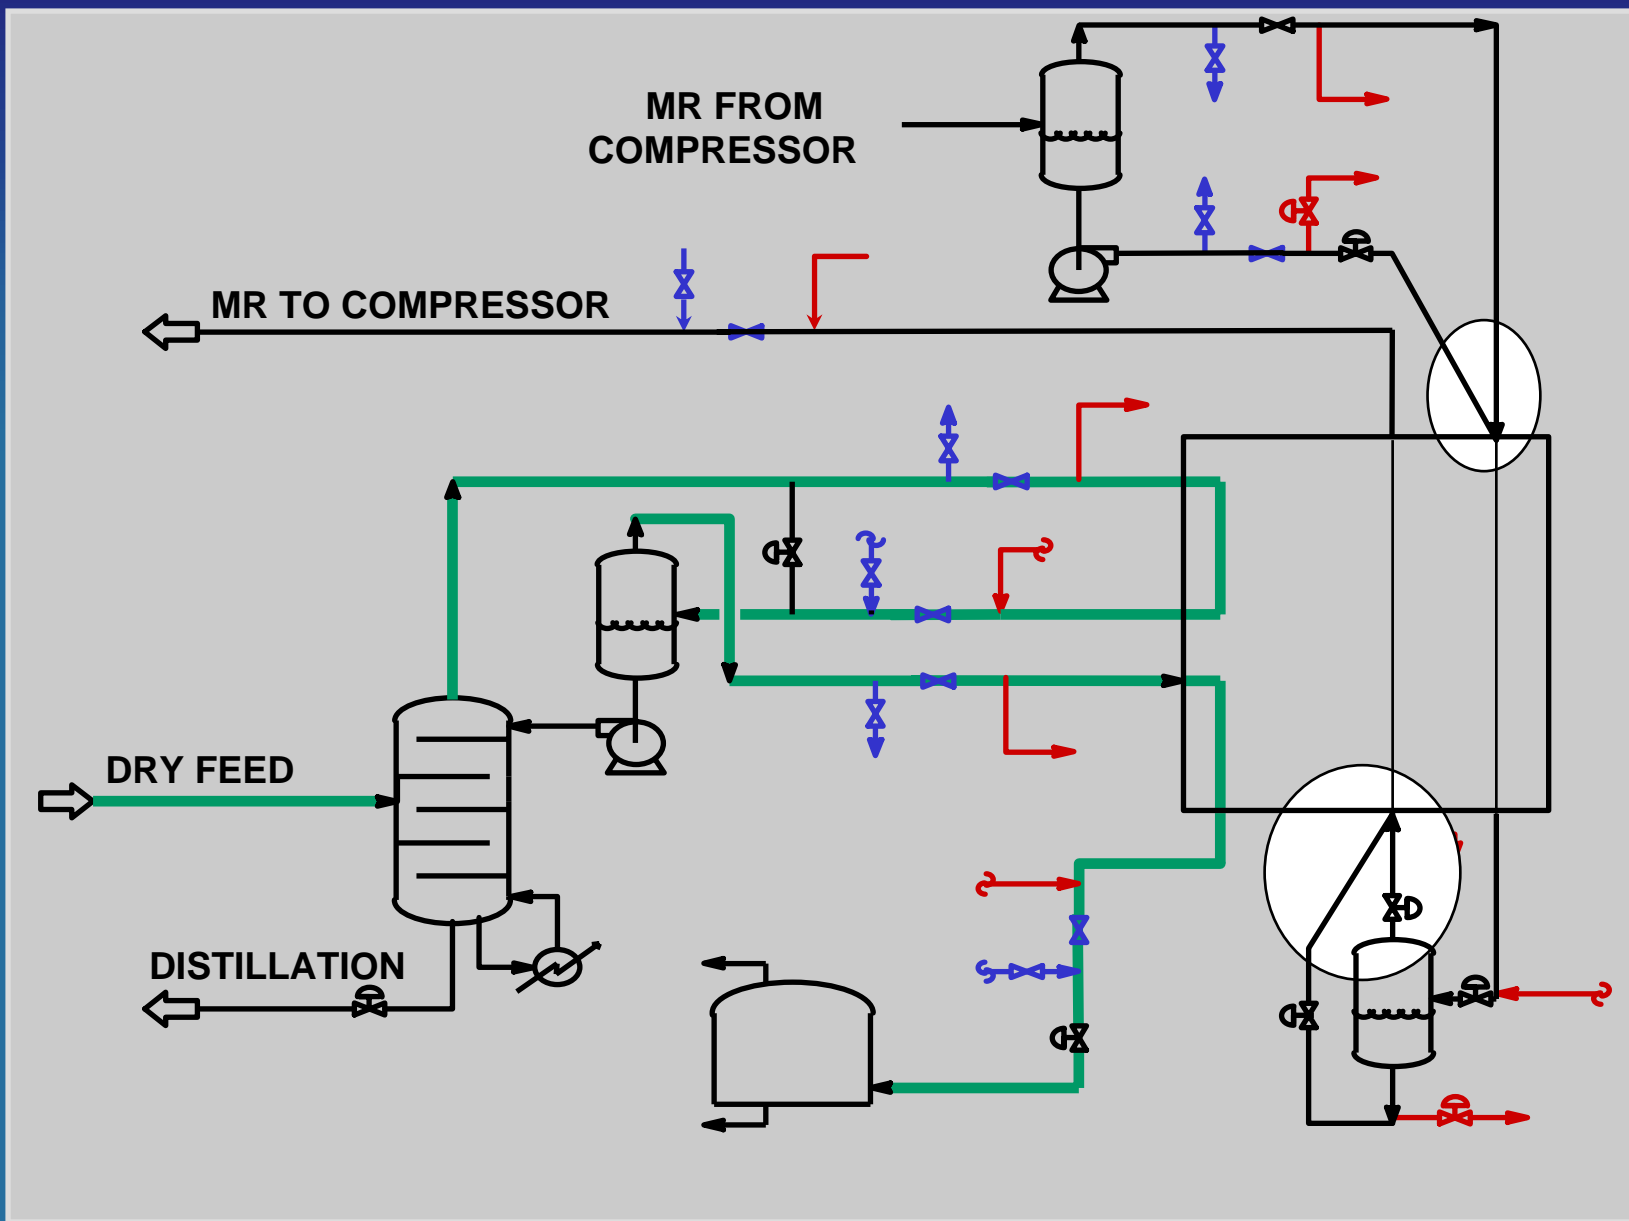 MR FROM
COMPRESSOR
MR TO COMPRESSOR
DRY FEED
DISTILLATION